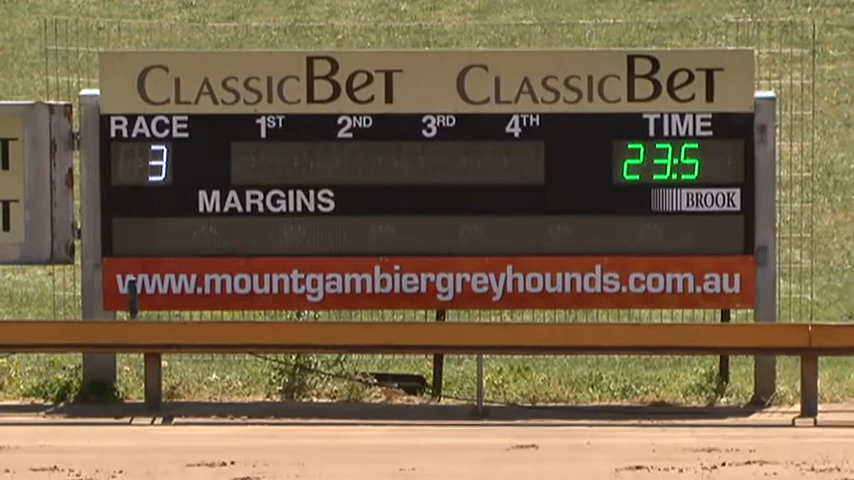 CLASSICBET CLASSICBET
RACE 1ST 2ND 3RD 4TH TIME
3 23:5
MARGINS BROOK
www.mountgambiergreyhounds.com.au